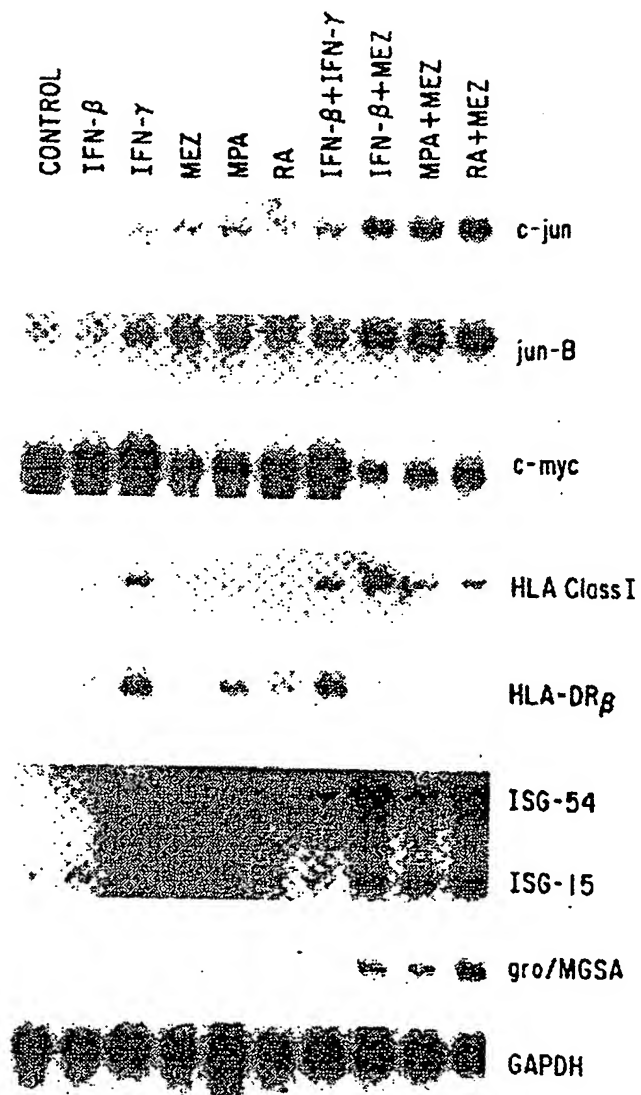 CONTROL
IFN-β
IFN-γ
MEZ
MPA
RA
IFN-β+IFN-γ
IFN-β+MEZ
MPA+MEZ
RA+MEZ
c-jun
jun-B
c-myc
HLA Class I
HLA-DRβ
ISG-54
ISG-15
gro/MGSA
GAPDH